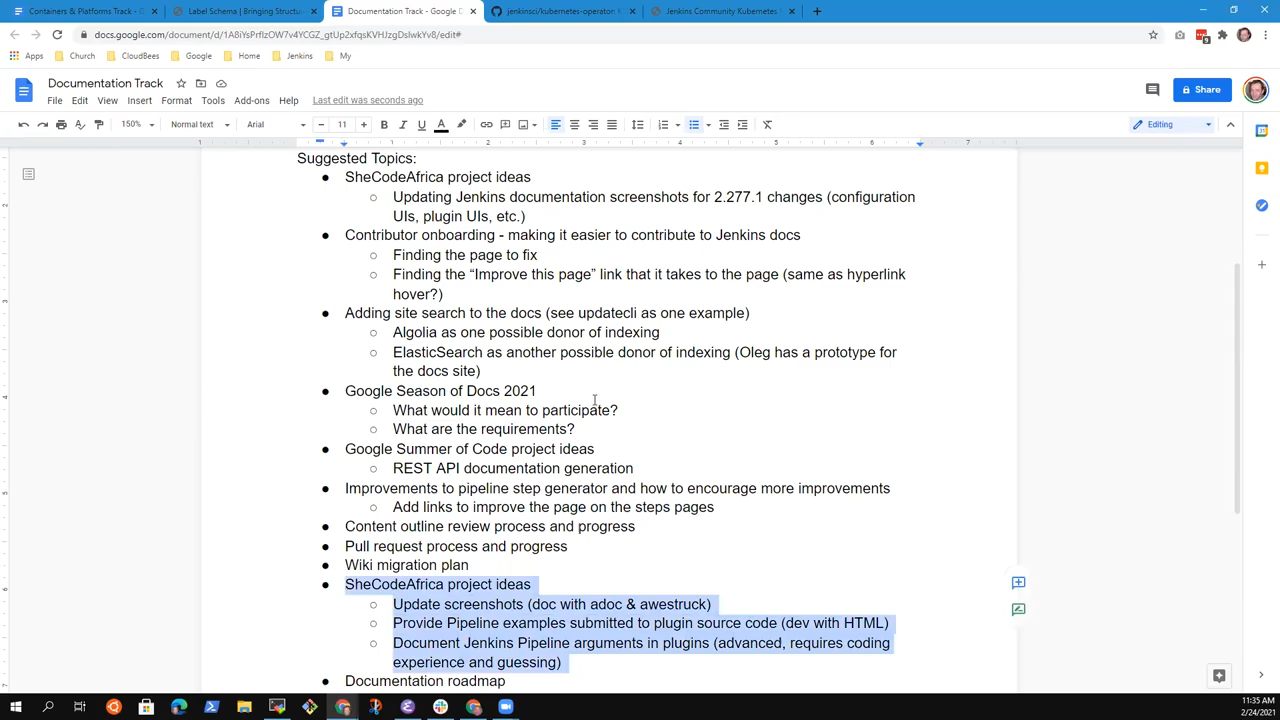 Containers & Platforms Track - G
Label Schema | Bringing Structur
Documentation Track - Google D
jenkinsci/kubernetes-operator: K
Jenkins Community Kubernetes
docs.google.com/document/d/1A8iYsPrfIzOW7v4YCGZ_gtUp2xfqsKVHJzgDslwkYv8/edit#
Apps
Church
CloudBees
Google
Home
Jenkins
My
Documentation Track
File Edit View Insert Format Tools Add-ons Help Last edit was seconds ago
Share
150% Normal text Arial 11 Editing
1 1 2 3 4 5 6 7
Suggested Topics:
● SheCodeAfrica project ideas
○ Updating Jenkins documentation screenshots for 2.277.1 changes (configuration
UIs, plugin UIs, etc.)
● Contributor onboarding - making it easier to contribute to Jenkins docs
○ Finding the page to fix
○ Finding the “Improve this page” link that it takes to the page (same as hyperlink
hover?)
● Adding site search to the docs (see updatecli as one example)
○ Algolia as one possible donor of indexing
○ ElasticSearch as another possible donor of indexing (Oleg has a prototype for
the docs site)
● Google Season of Docs 2021
○ What would it mean to participate?
○ What are the requirements?
● Google Summer of Code project ideas
○ REST API documentation generation
● Improvements to pipeline step generator and how to encourage more improvements
○ Add links to improve the page on the steps pages
● Content outline review process and progress
● Pull request process and progress
● Wiki migration plan
● SheCodeAfrica project ideas
○ Update screenshots (doc with adoc & awestruck)
○ Provide Pipeline examples submitted to plugin source code (dev with HTML)
○ Document Jenkins Pipeline arguments in plugins (advanced, requires coding
experience and guessing)
● Documentation roadmap
11:35 AM
2/24/2021